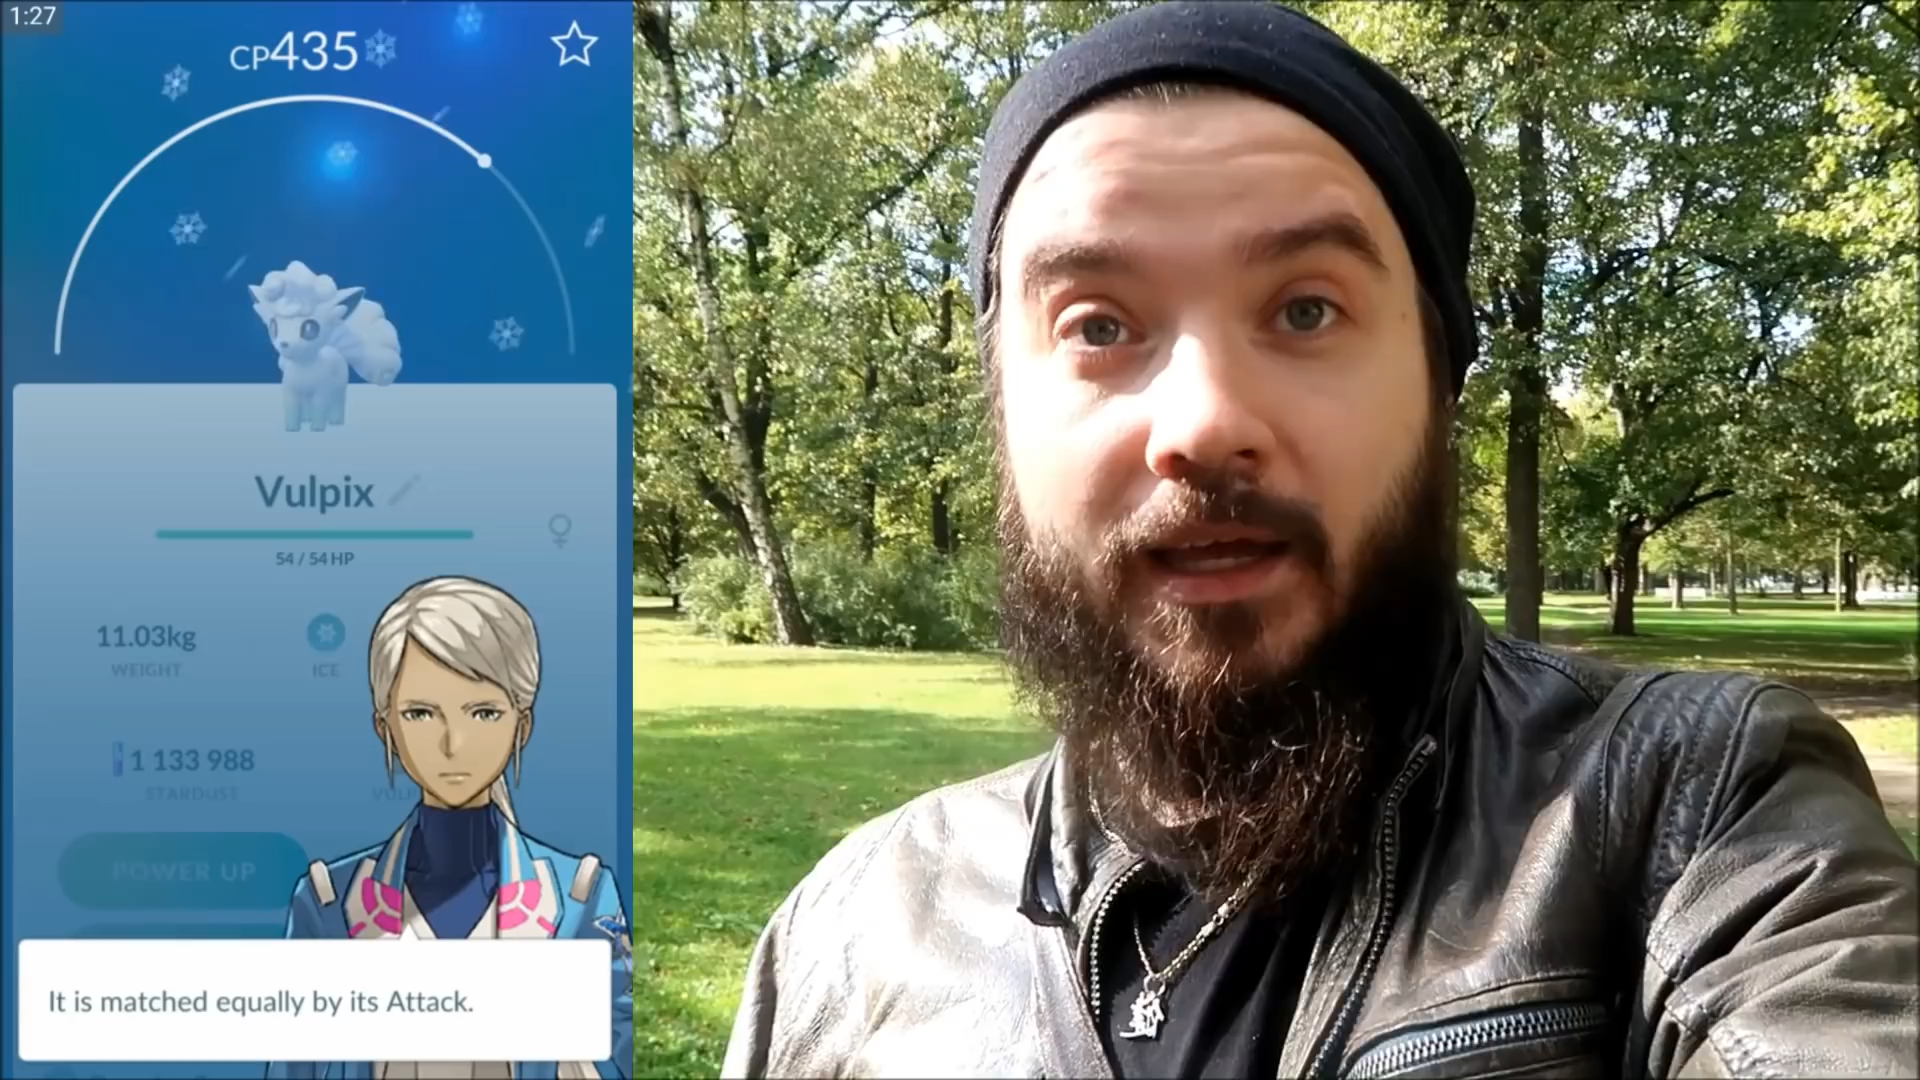 1:27
CP435
Vulpix
54 / 54 HP
11.03kg
WEIGHT
ICE
1 133 988
STARDUST
POWER UP
It is matched equally by its Attack.